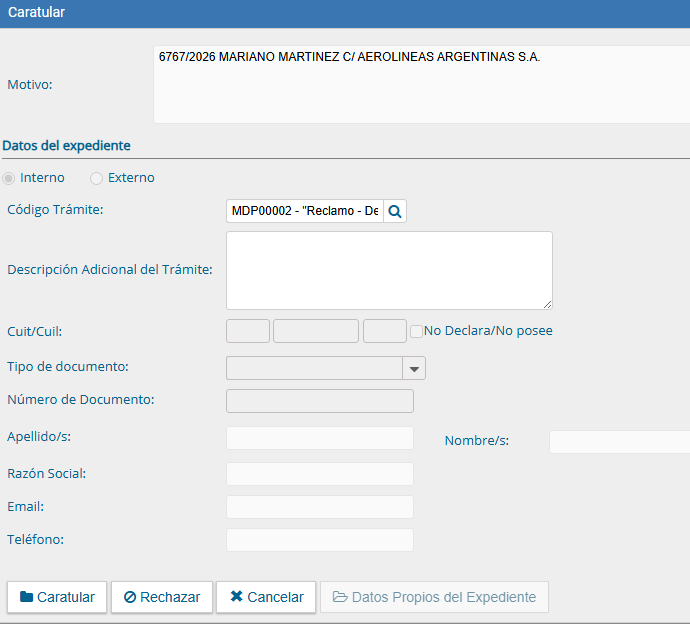 Caratular
Motivo:
6767/2026 MARIANO MARTINEZ C/ AEROLINEAS ARGENTINAS S.A.
Datos del expediente
Interno Externo
Código Trámite: MDP00002 - "Reclamo - De
Descripción Adicional del Trámite:
Cuit/Cuil: No Declara/No posee
Tipo de documento:
Número de Documento:
Apellido/s: Nombre/s:
Razón Social:
Email:
Teléfono:
Caratular Rechazar Cancelar Datos Propios del Expediente